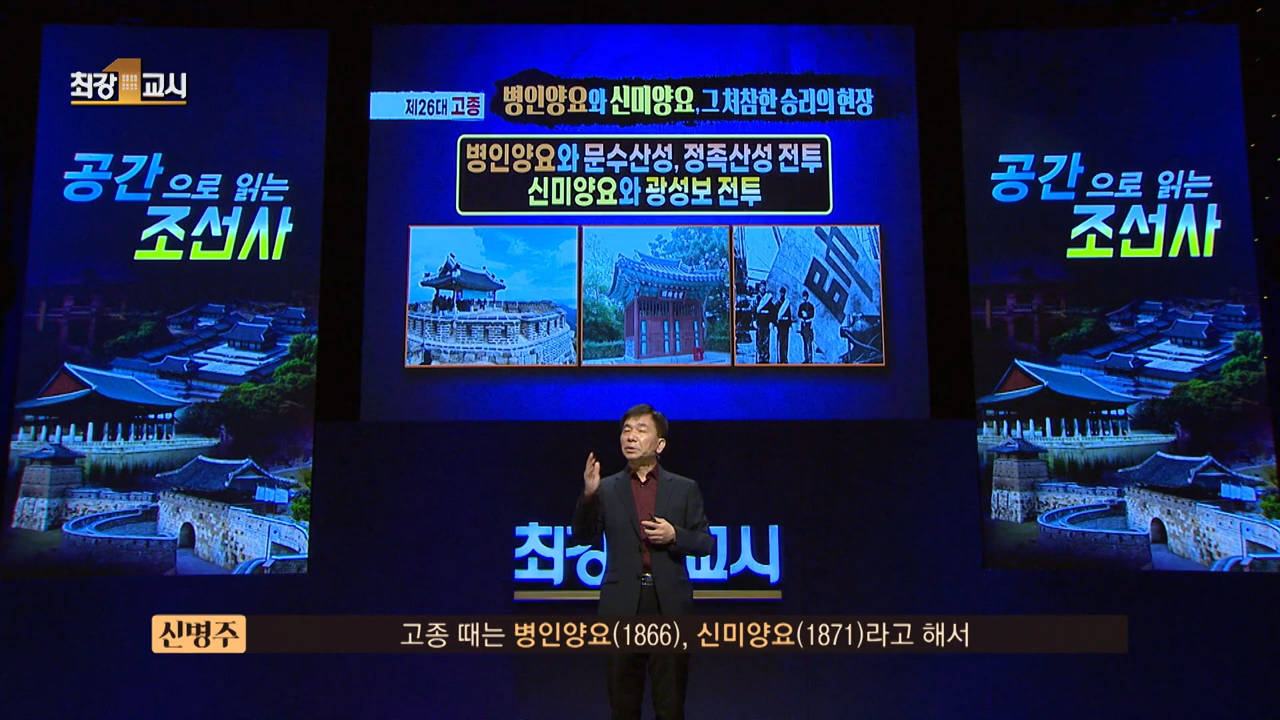 최강1교시
공간으로 읽는
조선사
제26대 고종
병인양요와 신미양요, 그 처참한 승리의 현장
병인양요와 문수산성, 정족산성 전투
신미양요와 광성보 전투
帥
공간으로 읽는
조선사
최강 교시
신병주
고종 때는 병인양요(1866), 신미양요(1871)라고 해서